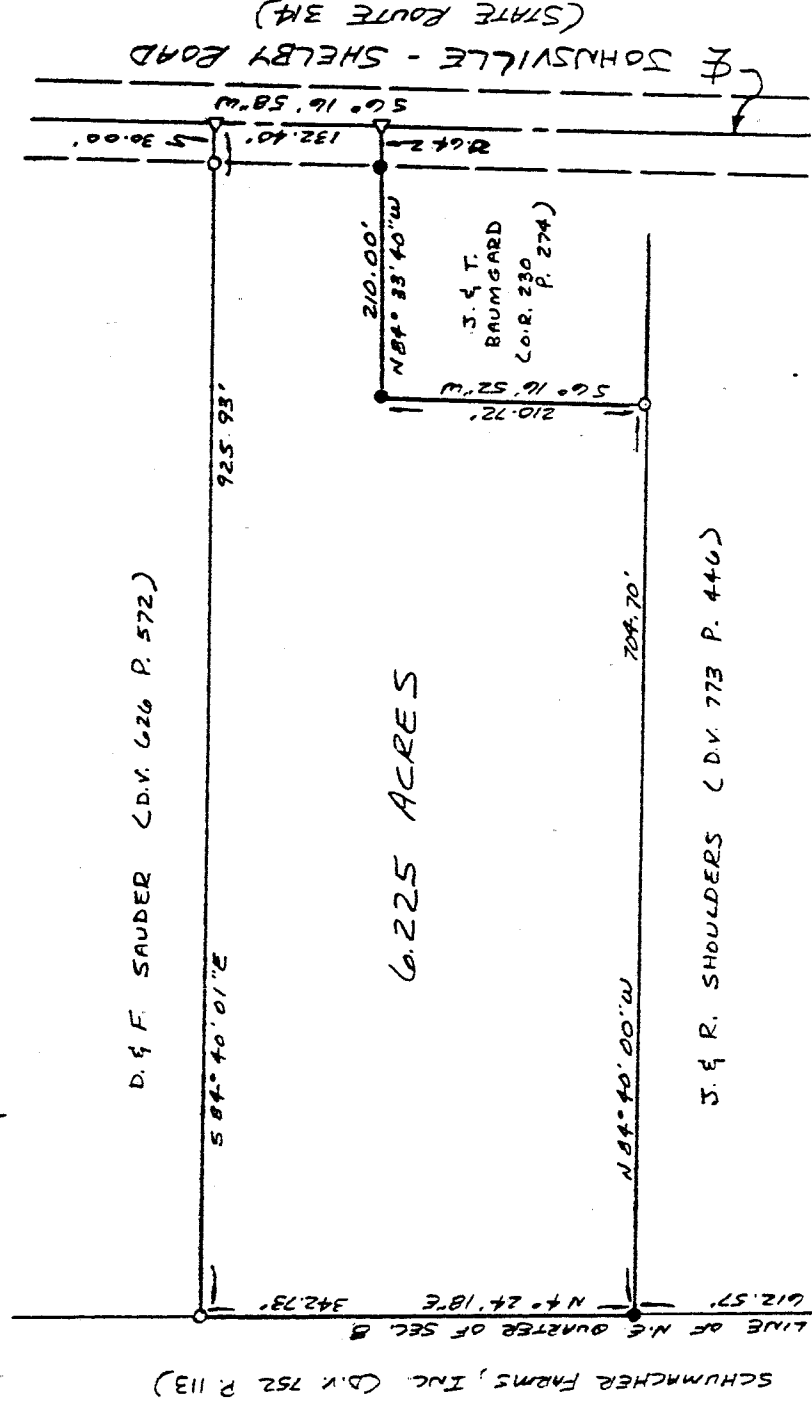 (STATE ROUTE 314)
℄ JOHNSVILLE - SHELBY ROAD
S 6° 16' 58" W
30.00'
132.40'
210.00'
N 84° 33' 40" W
J. & T.
BAUMGARD
(O.R. 230
P. 274)
S 6° 16' 52" W
210.72'
925.93'
S 84° 40' 01" E
D. & F. SAUDER (D.V. 626 P. 572)
6.225 ACRES
704.70'
N 84° 40' 00" W
J. & R. SHOULDERS (D.V. 773 P. 446)
342.73'
N 4° 24' 18" E
612.57'
LINE OF N.E. QUARTER OF SEC. 8
SCHUMACHER FARMS, INC. (D.V. 752 P. 113)